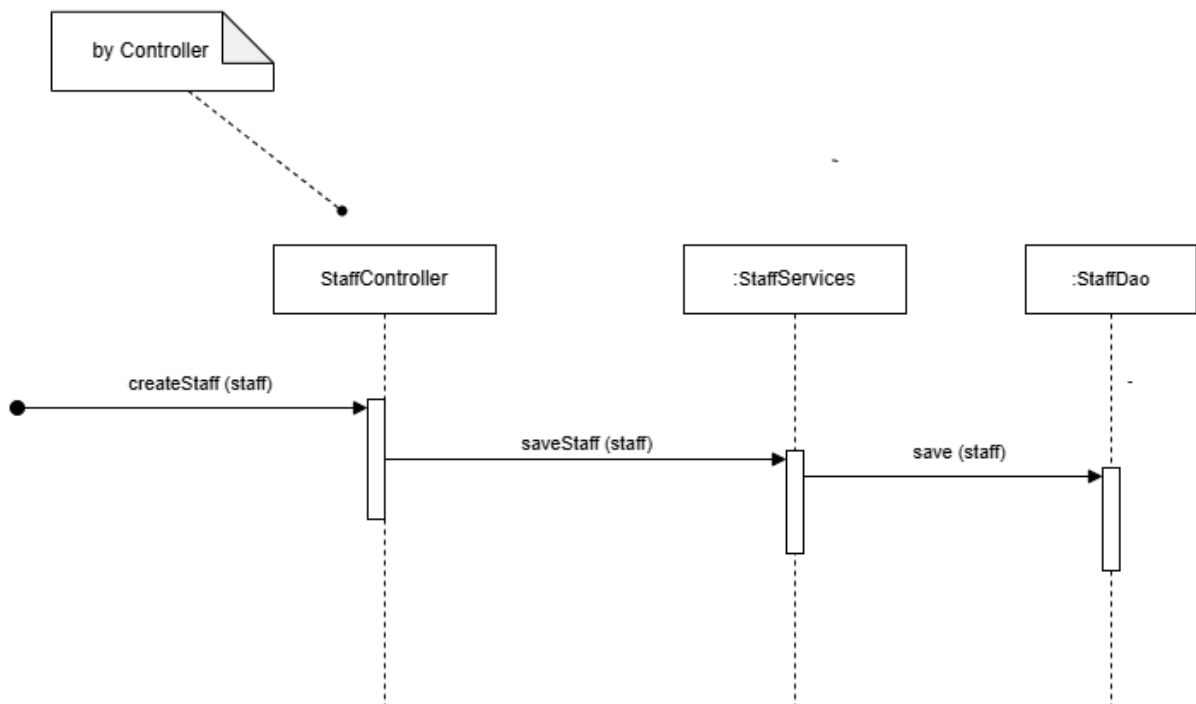 by Controller
StaffController
:StaffServices
:StaffDao
createStaff (staff)
saveStaff (staff)
save (staff)